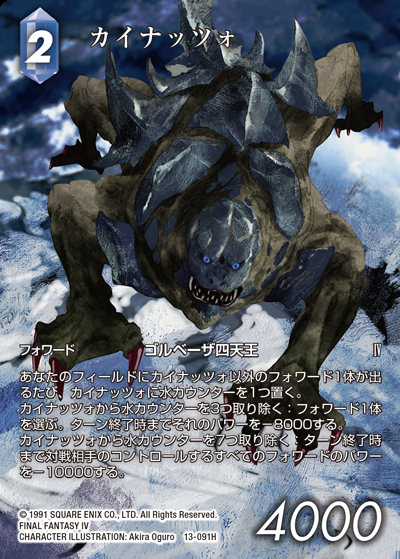 2
カイナッツォ
フォワード ゴルベーザ四天王 Ⅳ
あなたのフィールドにカイナッツォ以外のフォワード1体が出
るたび、カイナッツォに水カウンターを1つ置く。
カイナッツォから水カウンターを3つ取り除く：フォワード1体
を選ぶ。ターン終了時までそれのパワーを－8000する。
カイナッツォから水カウンターを7つ取り除く：ターン終了時
まで対戦相手のコントロールするすべてのフォワードのパワー
を－10000する。
© 1991 SQUARE ENIX CO., LTD. All Rights Reserved.
FINAL FANTASY IV
CHARACTER ILLUSTRATION: Akira Oguro 13-091H
4000